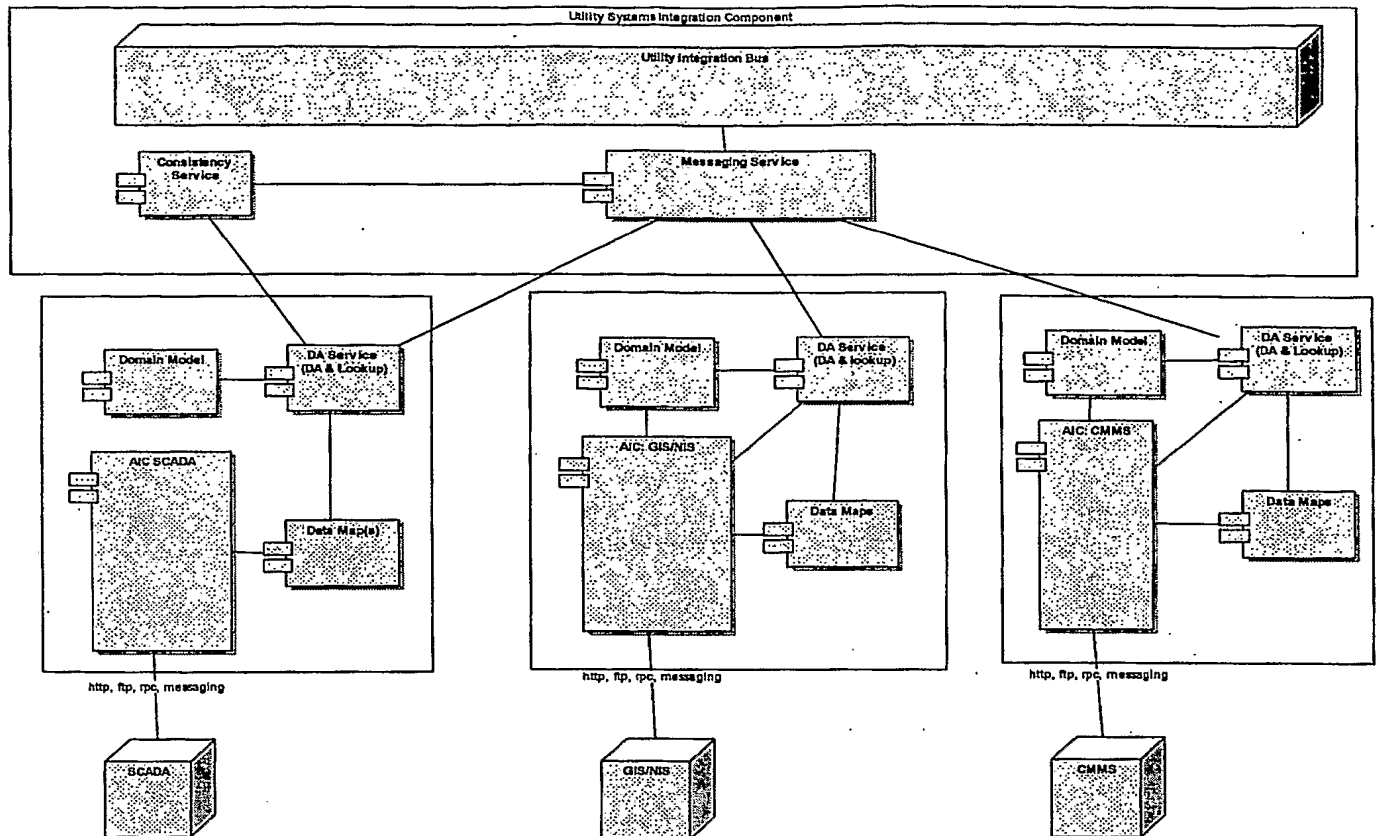 Utility Systems Integration Component
Utility Integration Bus
Consistency
Service
Messaging Service
Domain Model
DA Service
(DA & Lookup)
AIC SCADA
Data Map(s)
http, ftp, rpc, messaging
SCADA
Domain Model
DA Service
(DA & lookup)
AIC: GIS/NIS
Data Maps
http, ftp, rpc, messaging
GIS/NIS
Domain Model
DA Service
(DA & Lookup)
AIC: CMMS
Data Maps
http, ftp, rpc, messaging
CMMS